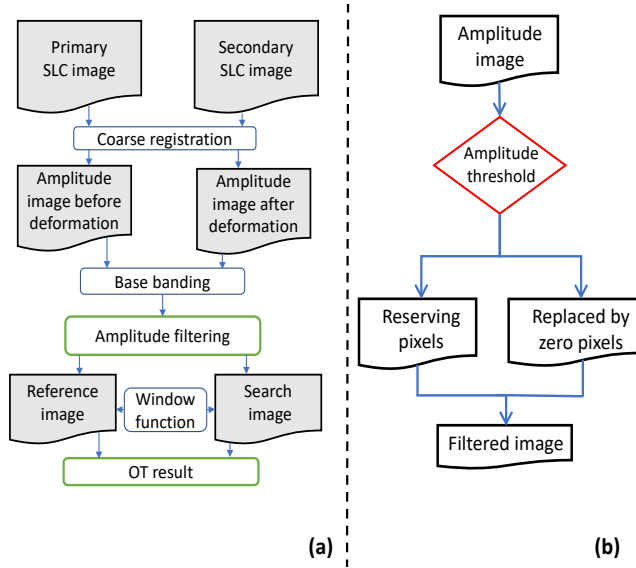 Primary
SLC image
Secondary
SLC image
Coarse registration
Amplitude
image before
deformation
Amplitude
image after
deformation
Base banding
Amplitude filtering
Reference
image
Window
function
Search
image
OT result
(a)
Amplitude
image
Amplitude
threshold
Reserving
pixels
Replaced by
zero pixels
Filtered image
(b)